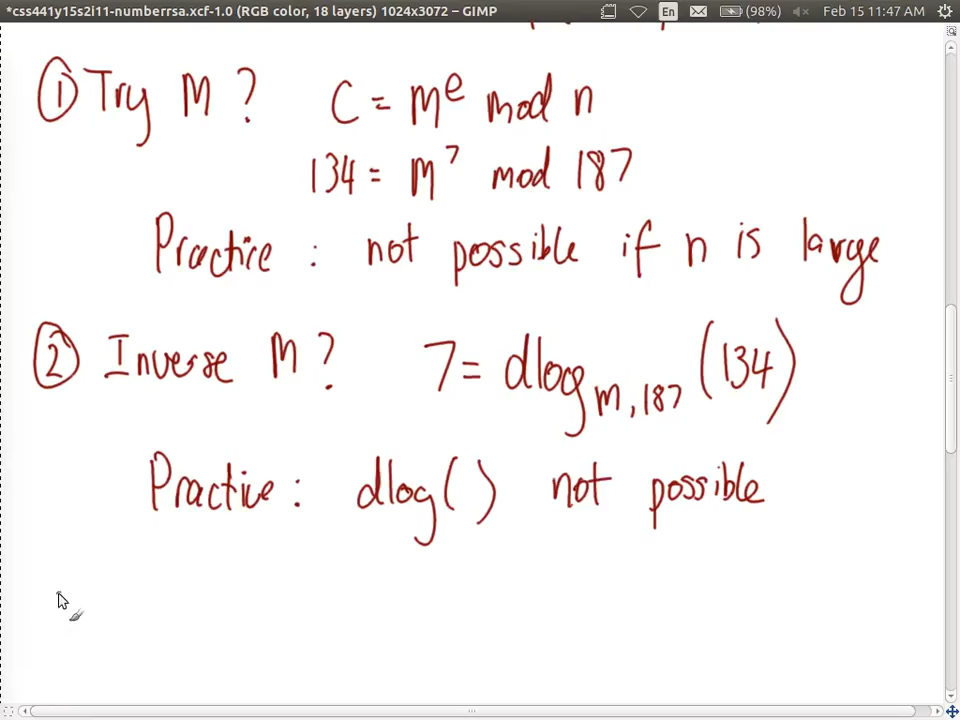 *css441y15s2i11-numberrsa.xcf-1.0 (RGB color, 18 layers) 1024x3072 – GIMP En (98%) Feb 15 11:47 AM
① Try M ? C = M^e mod n
134 = M^7 mod 187
Practice : not possible if n is large
② Inverse M ? 7 = dlog_{M,187} (134)
Practice : dlog( ) not possible